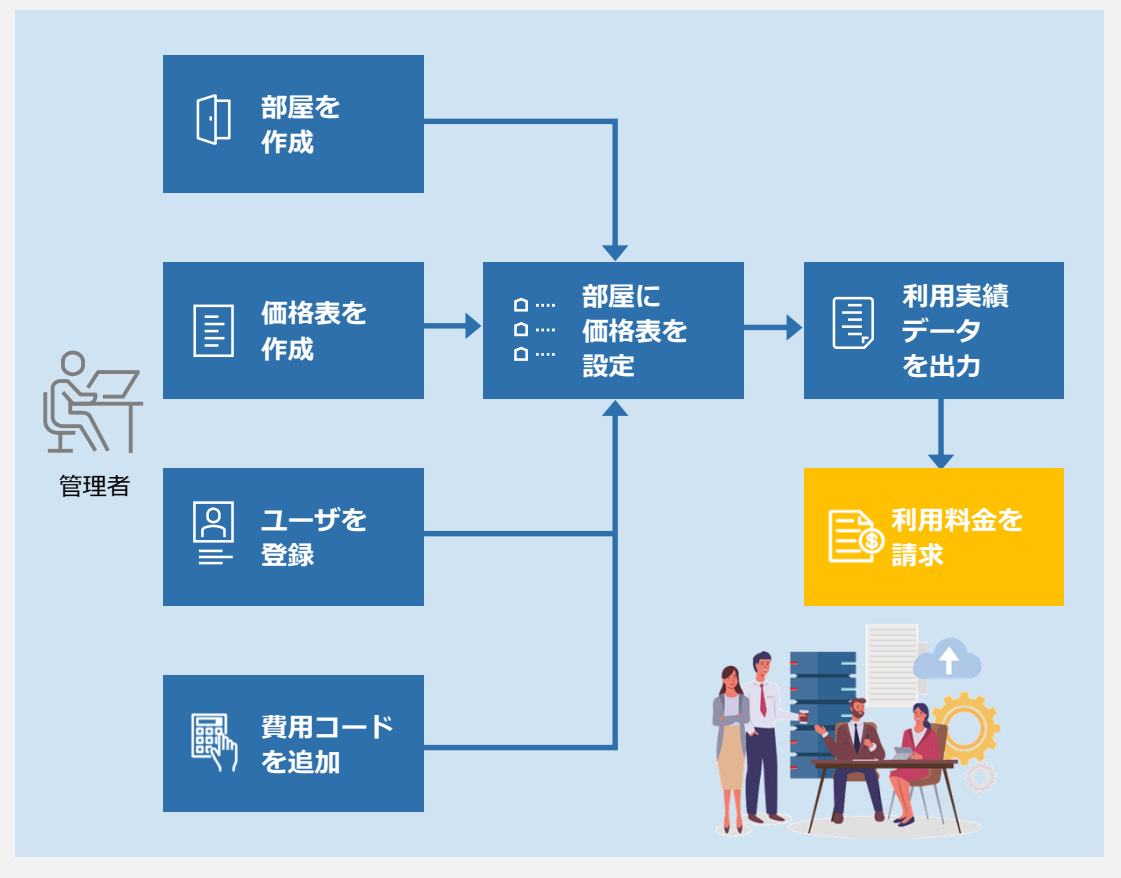 部屋を
作成
価格表を
作成
部屋に
価格表を
設定
利用実績
データ
を出力
管理者
ユーザを
登録
利用料金を
請求
費用コード
を追加